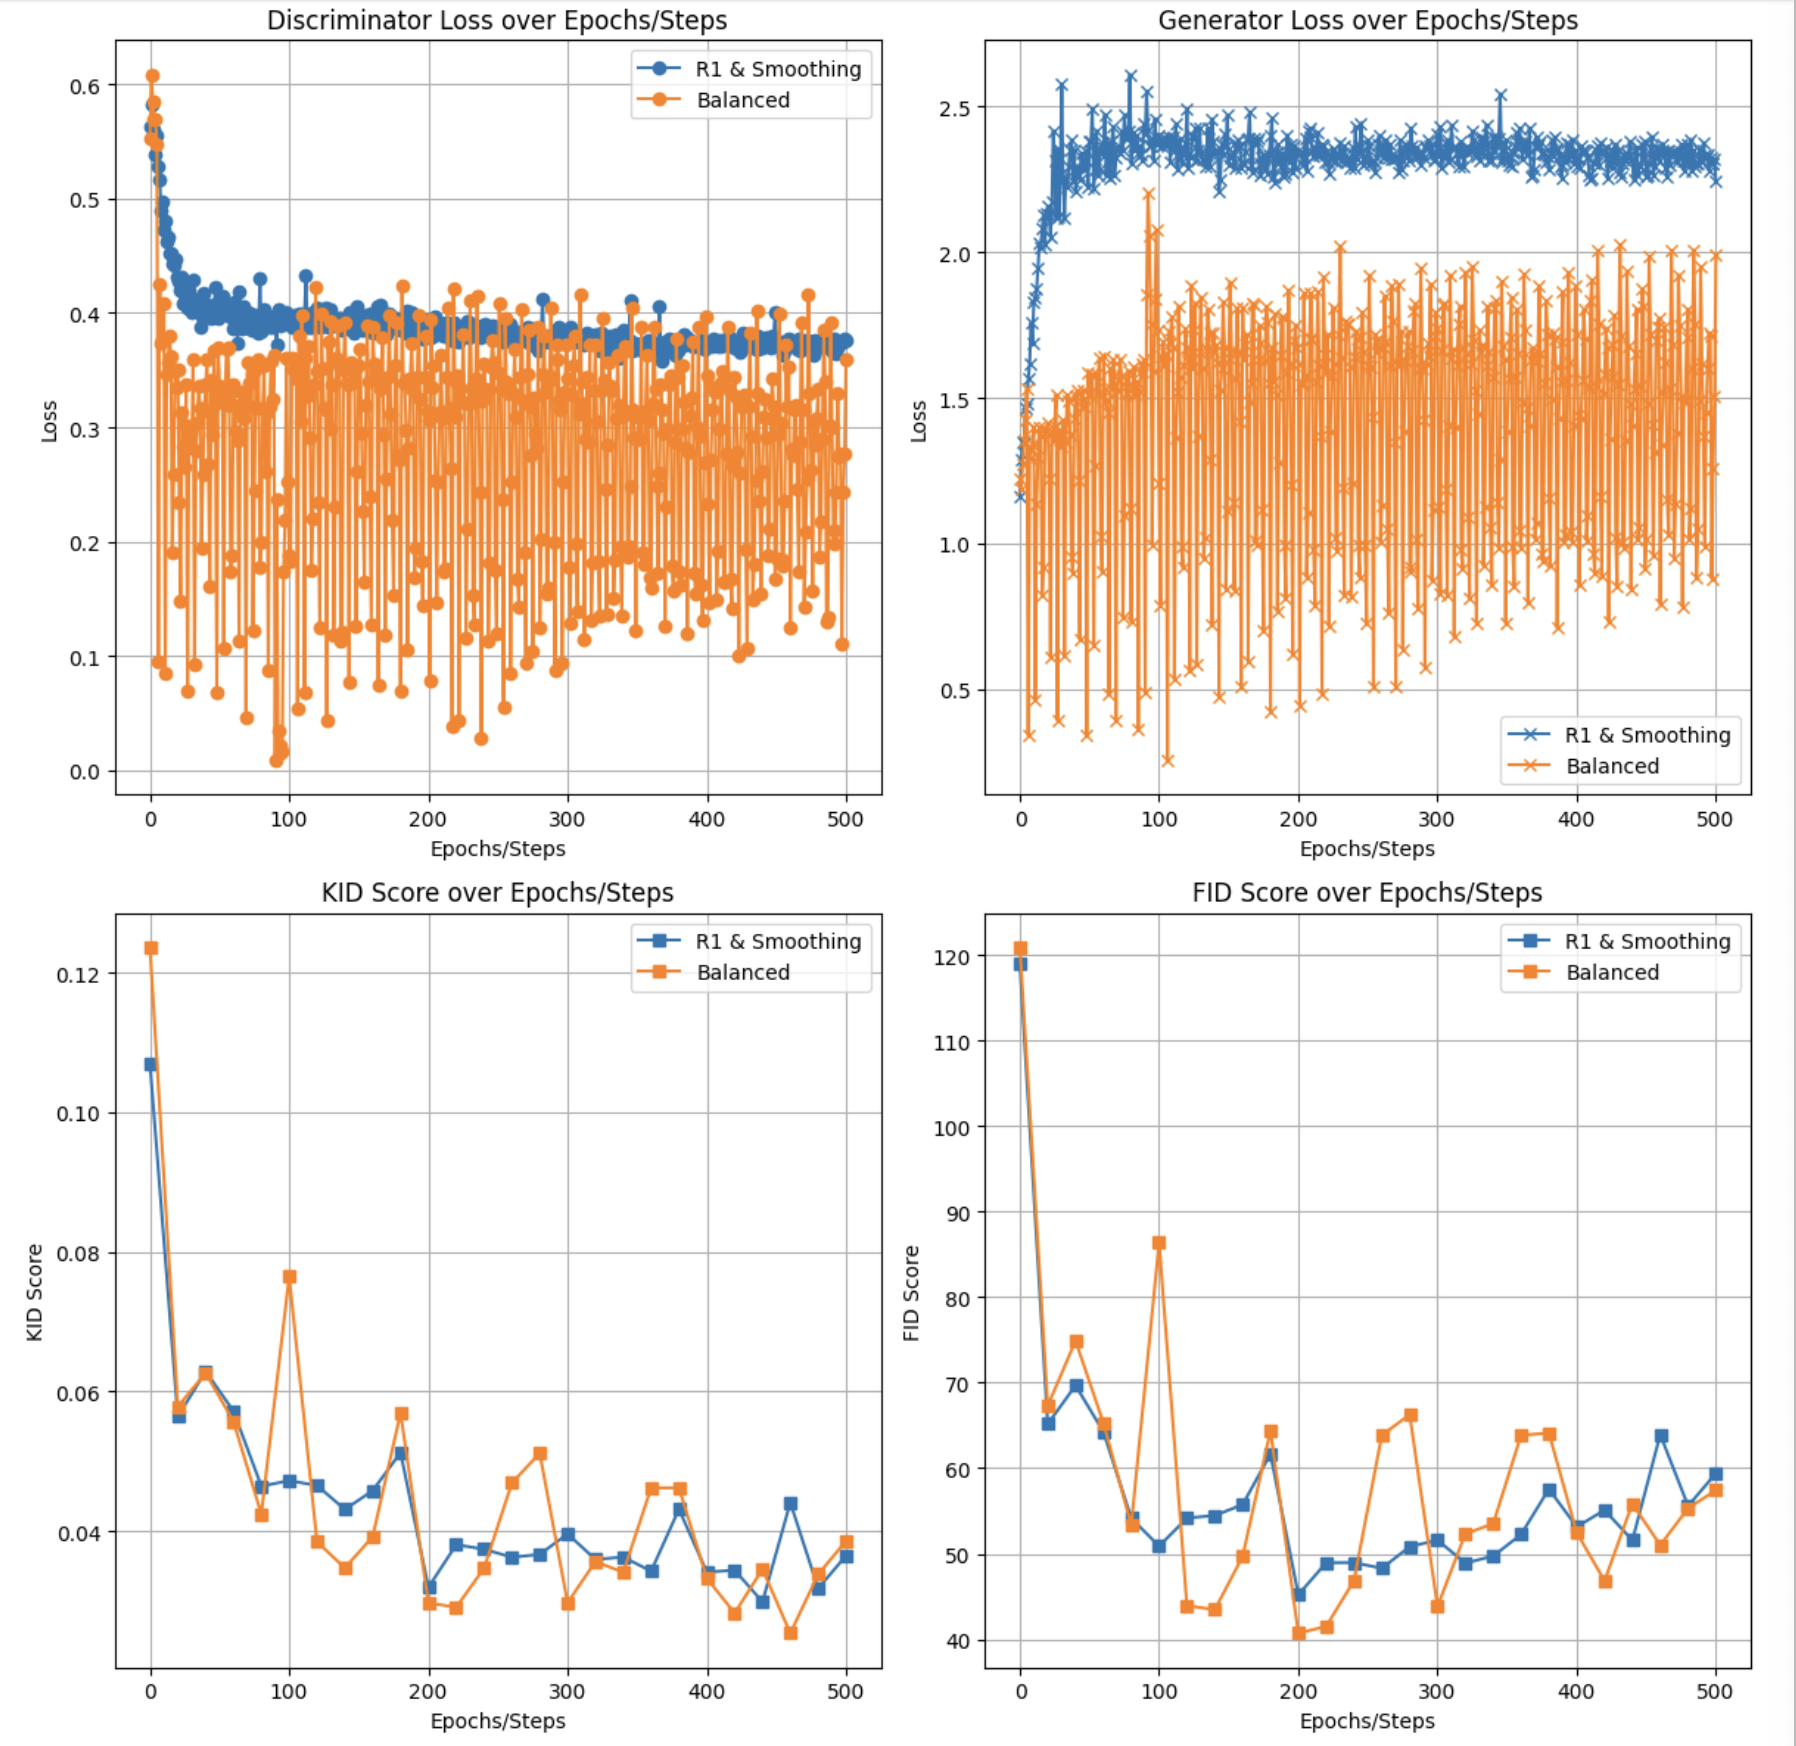 Discriminator Loss over Epochs/Steps
R1 & Smoothing
Balanced
Loss
0.6
0.5
0.4
0.3
0.2
0.1
0.0
0 100 200 300 400 500
Epochs/Steps
Generator Loss over Epochs/Steps
Loss
2.5
2.0
1.5
1.0
0.5
R1 & Smoothing
Balanced
0 100 200 300 400 500
Epochs/Steps
KID Score over Epochs/Steps
R1 & Smoothing
Balanced
KID Score
0.12
0.10
0.08
0.06
0.04
0 100 200 300 400 500
Epochs/Steps
FID Score over Epochs/Steps
R1 & Smoothing
Balanced
FID Score
120
110
100
90
80
70
60
50
40
0 100 200 300 400 500
Epochs/Steps